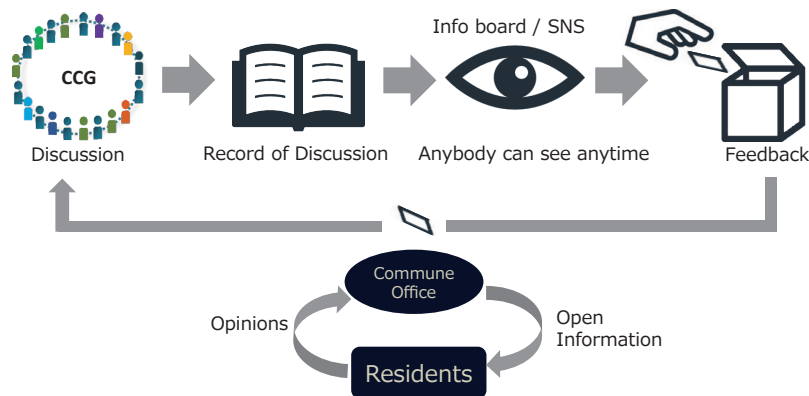 Info board / SNS
CCG
Discussion
Record of Discussion
Anybody can see anytime
Feedback
Commune
Office
Opinions
Open
Information
Residents